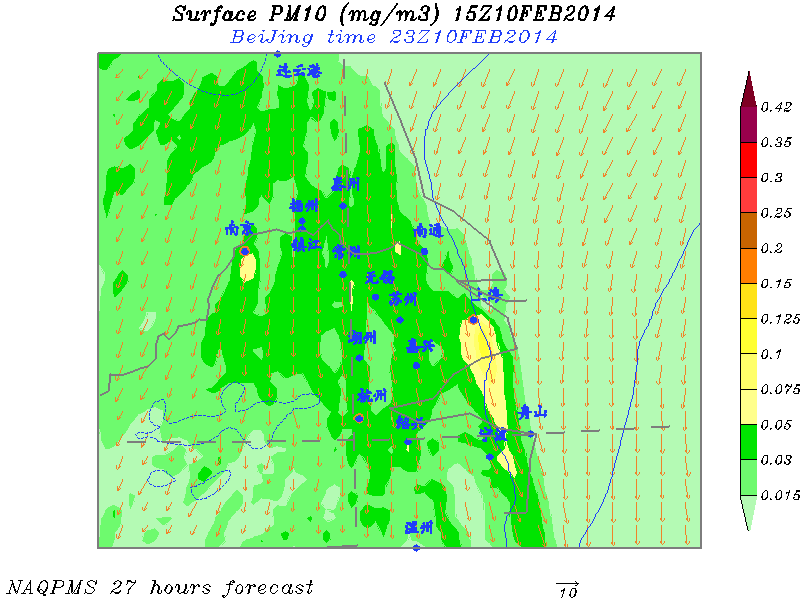 Surface PM10 (mg/m3) 15Z10FEB2014
BeiJing time 23Z10FEB2014
连云港
泰州
扬州
南京
南通
镇江
常州
无锡
上海
苏州
湖州
嘉兴
杭州
舟山
绍兴
宁波
温州
0.42
0.35
0.3
0.25
0.2
0.15
0.125
0.1
0.075
0.05
0.03
0.015
NAQPMS 27 hours forecast
10